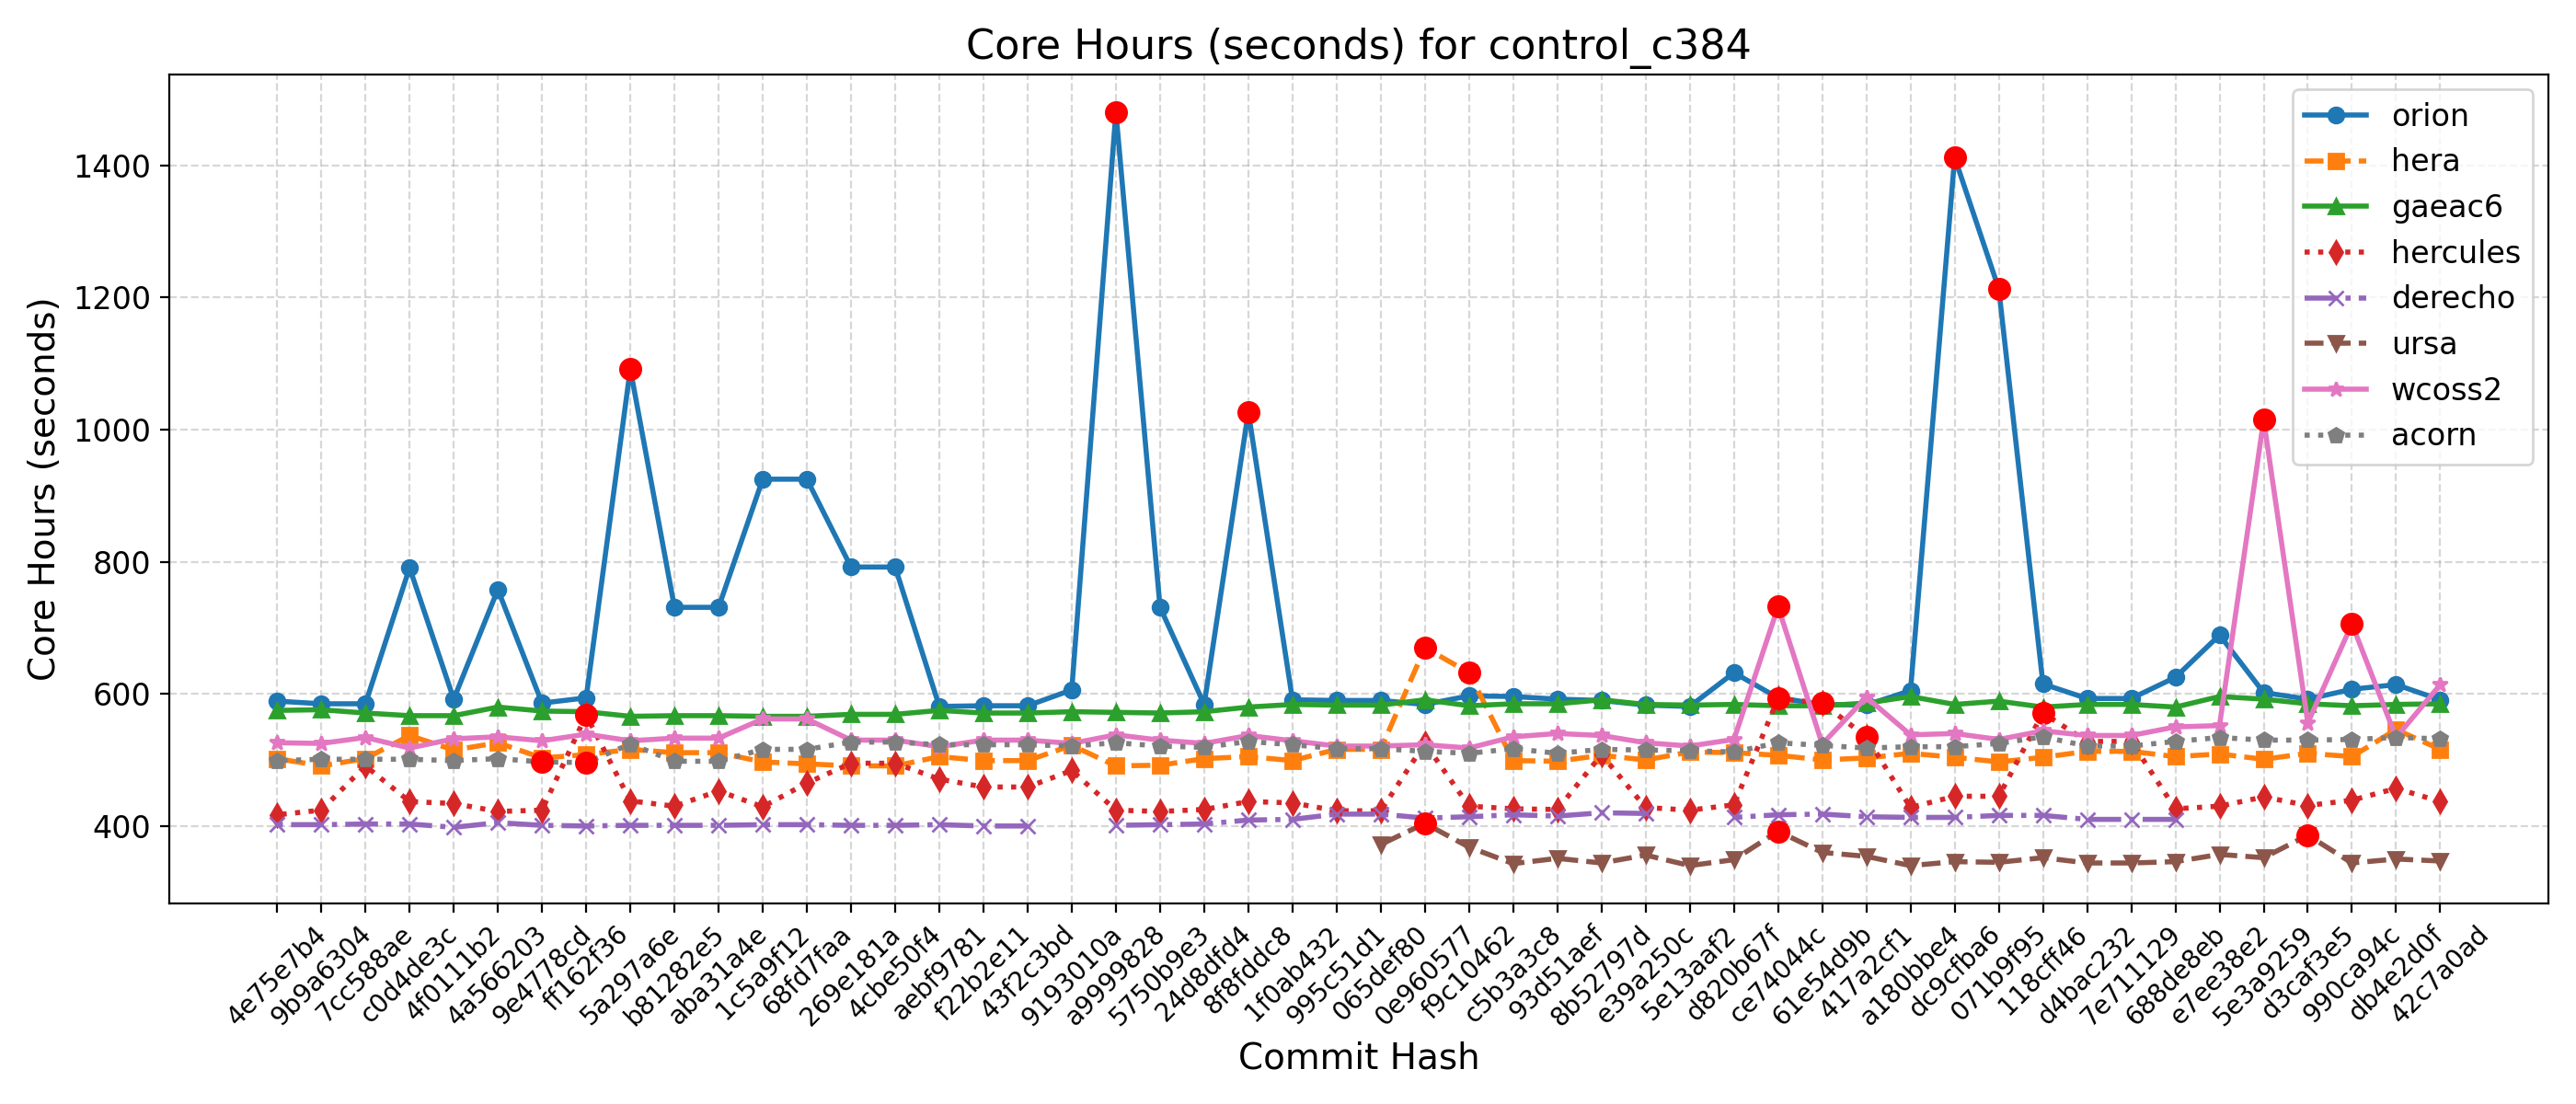 Core Hours (seconds) for control_c384
Core Hours (seconds)
1400
1200
1000
800
600
400
orion
hera
gaeac6
hercules
derecho
ursa
wcoss2
acorn
4e75e7b4
9b9a6304
7cc588ae
c0d4de3c
4f0111b2
4a566203
9e4778cd
ff162f36
5a297a6e
b81282e5
aba31a4e
1c5a9f12
68fd7faa
269e181a
4cbe50f4
aebf9781
f22b2e11
43f2c3bd
9193010a
a9999828
5750b9e3
24d8dfd4
8f8fddc8
1f0ab432
995c51d1
065def80
0e960577
f9c10462
c5b3a3c8
93d51aef
8b52797d
e39a250c
5e13aaf2
d820b67f
ce74044c
61e54d9b
417a2cf1
a180bbe4
dc9cfba6
071b9f95
118cff46
d4bac232
7e711129
688de8eb
e7ee38e2
5e3a9259
d3caf3e5
990ca94c
db4e2d0f
42c7a0ad
Commit Hash